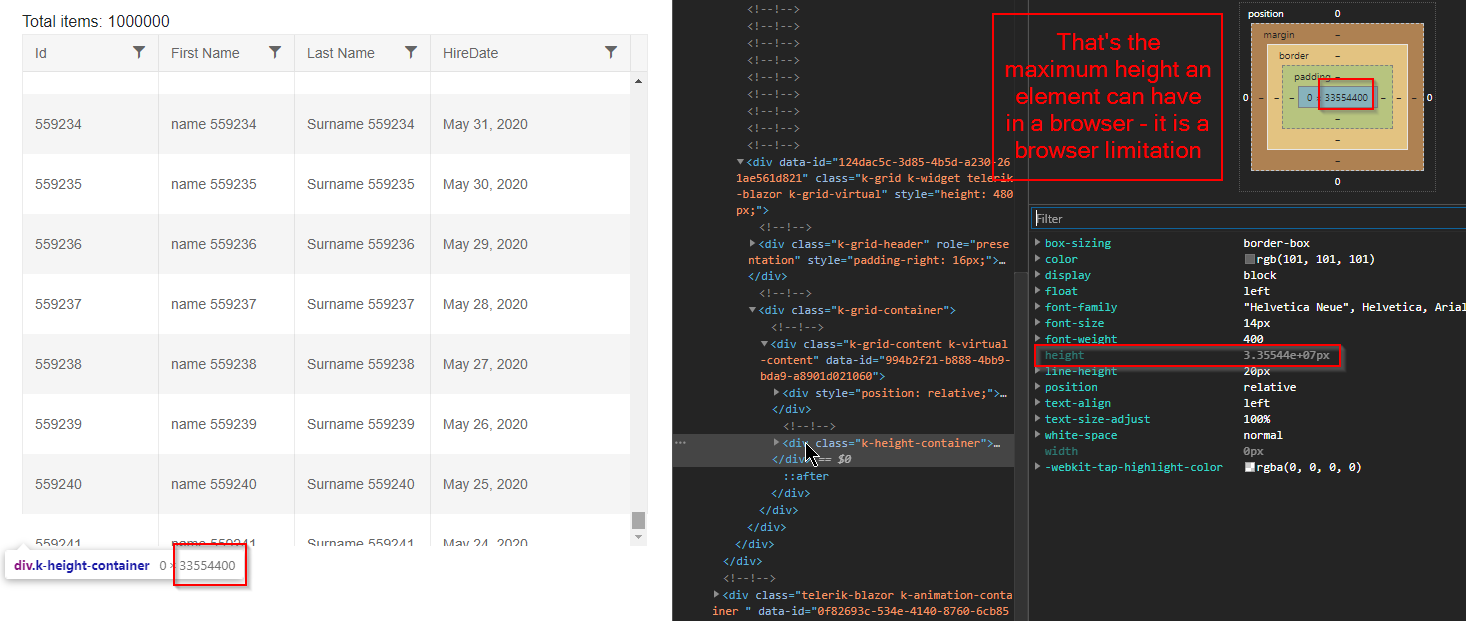 Total items: 1000000
Id First Name Last Name HireDate
559234 name 559234 Surname 559234 May 31, 2020
559235 name 559235 Surname 559235 May 30, 2020
559236 name 559236 Surname 559236 May 29, 2020
559237 name 559237 Surname 559237 May 28, 2020
559238 name 559238 Surname 559238 May 27, 2020
559239 name 559239 Surname 559239 May 26, 2020
559240 name 559240 Surname 559240 May 25, 2020
559241 name 559241 Surname 559241 May 24, 2020
div.k-height-container 0 × 33554400
<!--!-->
<!--!-->
<!--!-->
<!--!-->
<!--!-->
<!--!-->
<!--!-->
<!--!-->
<!--!-->
<div data-id="124dac5c-3d85-4b5d-a230-26
1ae561d821" class="k-grid k-widget telerik
-blazor k-grid-virtual" style="height: 480
px;">
<!--!-->
<div class="k-grid-header" role="prese
ntation" style="padding-right: 16px;">…
</div>
<!--!-->
<div class="k-grid-container">
<!--!-->
<div class="k-grid-content k-virtual
-content" data-id="994b2f21-b888-4bb9-
bda9-a8901d021060">
<div style="position: relative;">…
</div>
<!--!-->
<div class="k-height-container">…
</div> == $0
::after
</div>
</div>
</div>
</div>
</div>
<!--!-->
<div class="telerik-blazor k-animation-conta
iner " data-id="0f82693c-534e-4140-8760-6cb85
That's the
maximum height an
element can have
in a browser - it is a
browser limitation
position 0
margin –
border –
padding –
0 – – – 0 × 33554400 – – – 0
–
–
–
0
Filter
box-sizing border-box
color rgb(101, 101, 101)
display block
float left
font-family "Helvetica Neue", Helvetica, Arial
font-size 14px
font-weight 400
height 3.35544e+07px
line-height 20px
position relative
text-align left
text-size-adjust 100%
white-space normal
width 0px
-webkit-tap-highlight-color rgba(0, 0, 0, 0)